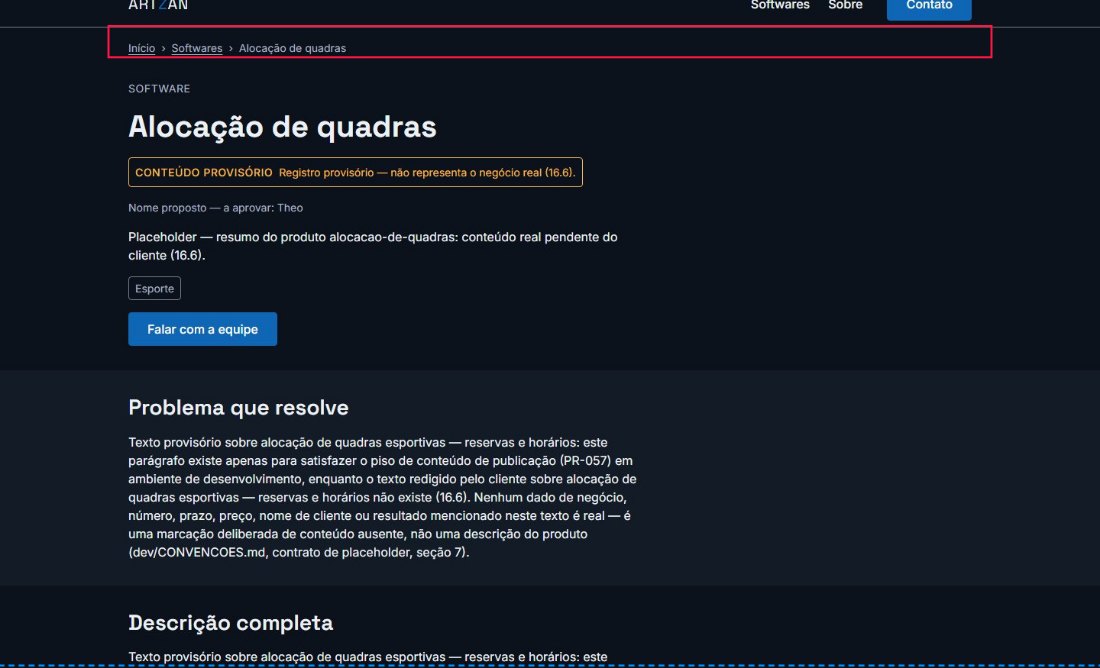 ARTZAN
Softwares Sobre Contato
Início › Softwares › Alocação de quadras
SOFTWARE
Alocação de quadras
CONTEÚDO PROVISÓRIO Registro provisório — não representa o negócio real (16.6).
Nome proposto — a aprovar: Theo
Placeholder — resumo do produto alocacao-de-quadras: conteúdo real pendente do
cliente (16.6).
Esporte
Falar com a equipe
Problema que resolve
Texto provisório sobre alocação de quadras esportivas — reservas e horários: este
parágrafo existe apenas para satisfazer o piso de conteúdo de publicação (PR-057) em
ambiente de desenvolvimento, enquanto o texto redigido pelo cliente sobre alocação de
quadras esportivas — reservas e horários não existe (16.6). Nenhum dado de negócio,
número, prazo, preço, nome de cliente ou resultado mencionado neste texto é real — é
uma marcação deliberada de conteúdo ausente, não uma descrição do produto
(dev/CONVENCOES.md, contrato de placeholder, seção 7).
Descrição completa
Texto provisório sobre alocação de quadras esportivas — reservas e horários: este